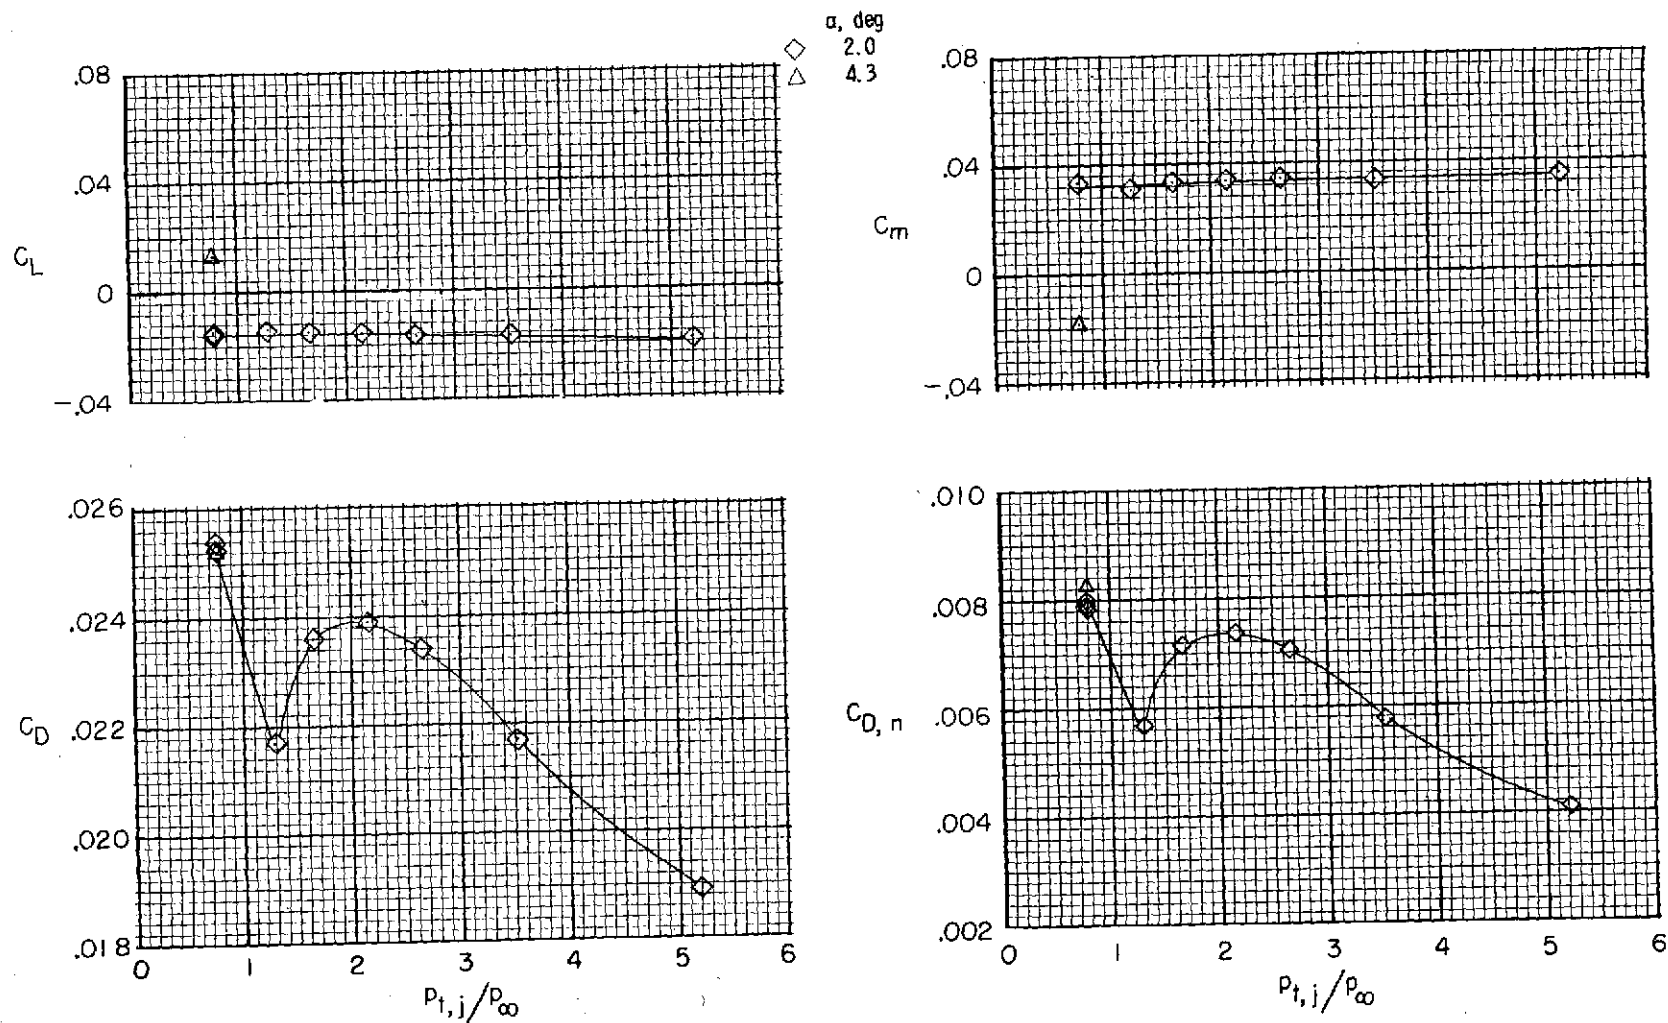 α, deg
◇ 2.0
△ 4.3
.08
.04
C_L
0
-.04
.08
.04
C_m
0
-.04
.026
.024
C_D
.022
.020
.018
0 1 2 3 4 5 6
p_t,j/p_∞
.010
.008
C_D,n
.006
.004
.002
0 1 2 3 4 5 6
p_t,j/p_∞